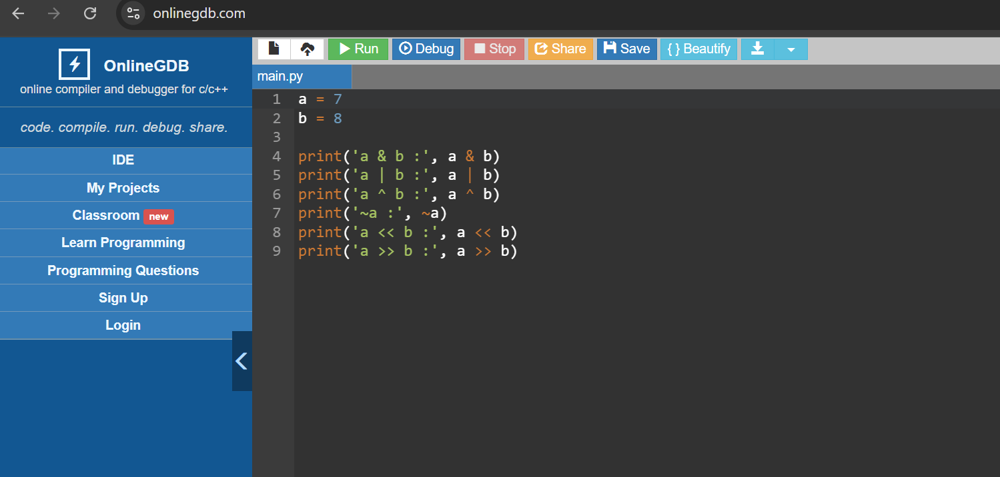 onlinegdb.com
OnlineGDB
online compiler and debugger for c/c++
code. compile. run. debug. share.
IDE
My Projects
Classroom new
Learn Programming
Programming Questions
Sign Up
Login
Run Debug Stop Share Save { } Beautify
main.py
1 a = 7
2 b = 8
3
4 print('a & b :', a & b)
5 print('a | b :', a | b)
6 print('a ^ b :', a ^ b)
7 print('~a :', ~a)
8 print('a << b :', a << b)
9 print('a >> b :', a >> b)